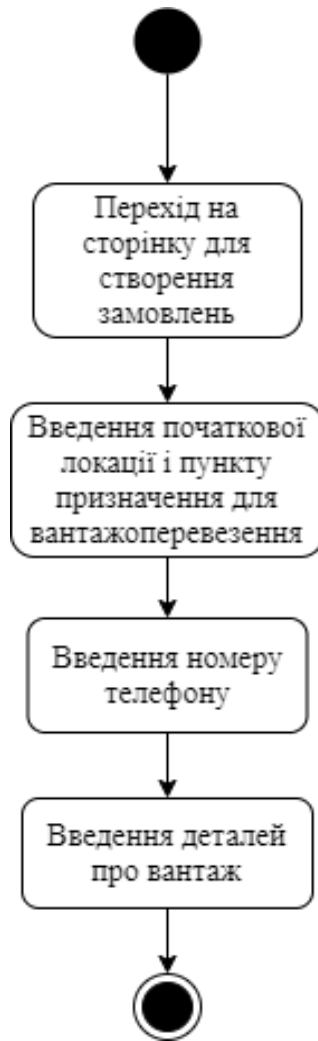 Перехід на
сторінку для
створення
замовлень
Введення початкової
локації і пункту
призначення для
вантажоперевезення
Введення номеру
телефону
Введення деталей
про вантаж